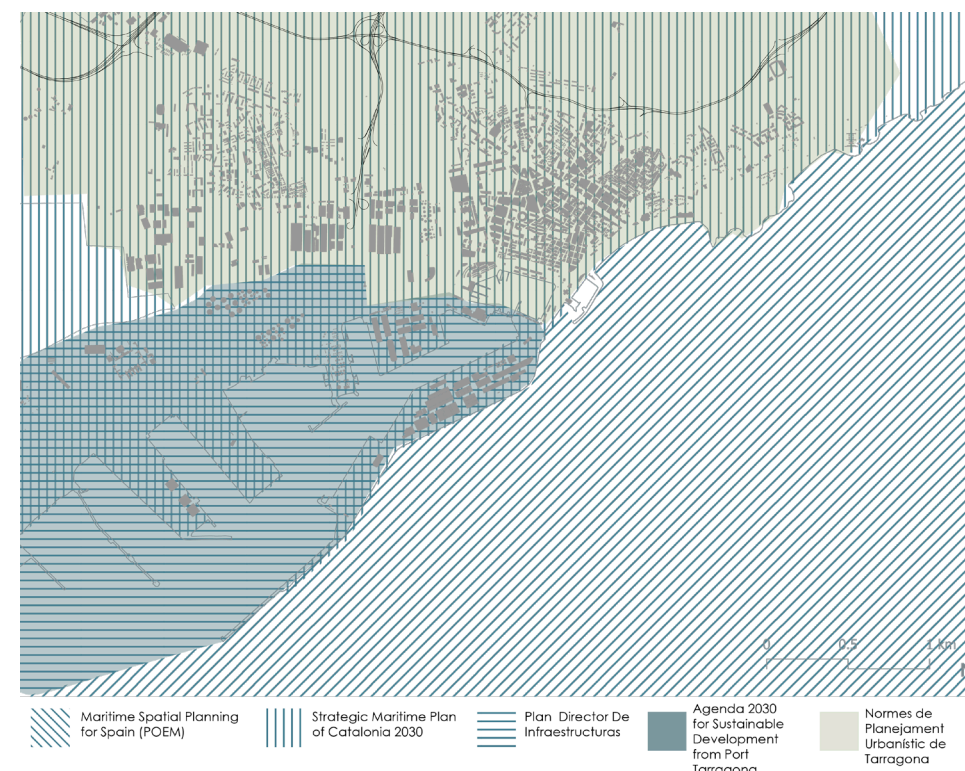 0 0.5 1 Km
Maritime Spatial Planning
for Spain (POEM)
Strategic Maritime Plan
of Catalonia 2030
Plan Director De
Infraestructuras
Agenda 2030
for Sustainable
Development
from Port
Tarragona
Normes de
Planejament
Urbanístic de
Tarragona